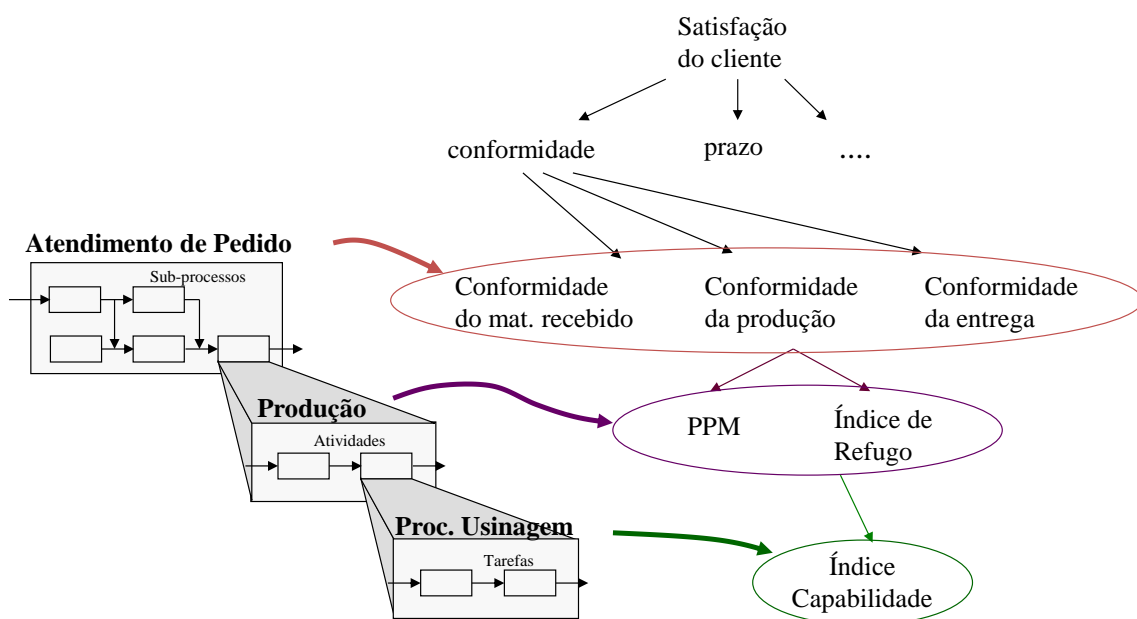 Satisfação
do cliente
conformidade
prazo
....
Atendimento de Pedido
Sub-processos
Conformidade
do mat. recebido
Conformidade
da produção
Conformidade
da entrega
Produção
Atividades
PPM
Índice de
Refugo
Proc. Usinagem
Tarefas
Índice
Capabilidade